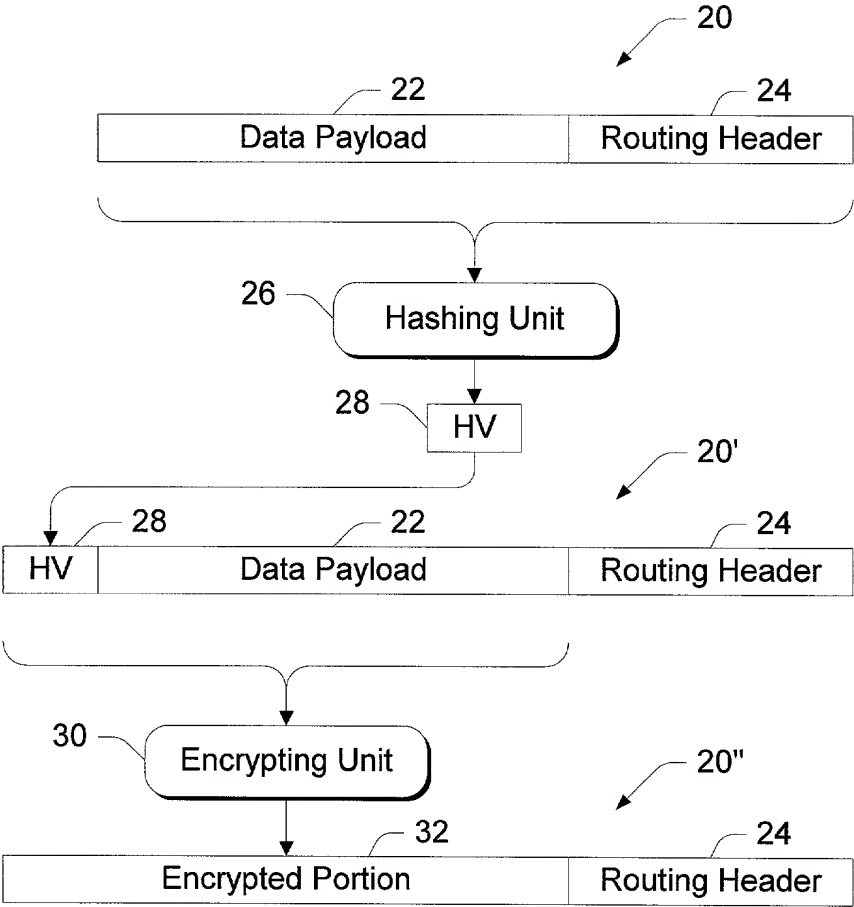 20
22 24
Data Payload Routing Header
26 Hashing Unit
28 HV
20'
28 22 24
HV Data Payload Routing Header
30 Encrypting Unit
20"
32 24
Encrypted Portion Routing Header